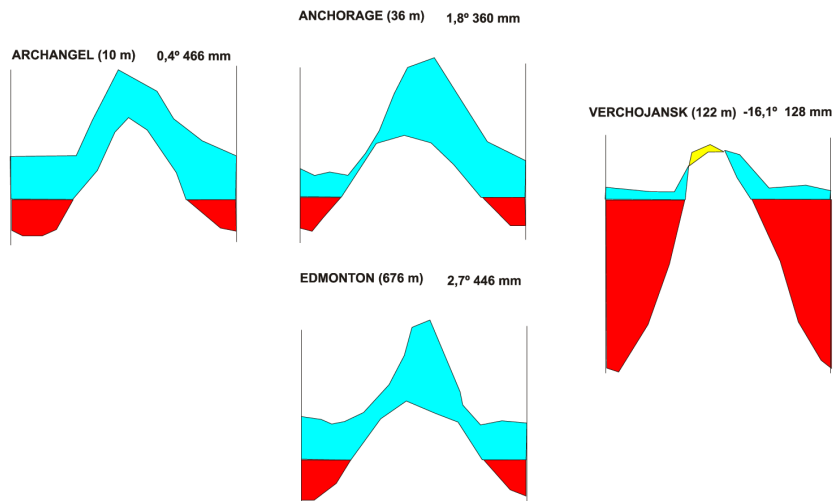 ARCHANGEL (10 m) 0,4º 466 mm
ANCHORAGE (36 m) 1,8º 360 mm
EDMONTON (676 m) 2,7º 446 mm
VERCHOJANSK (122 m) -16,1º 128 mm